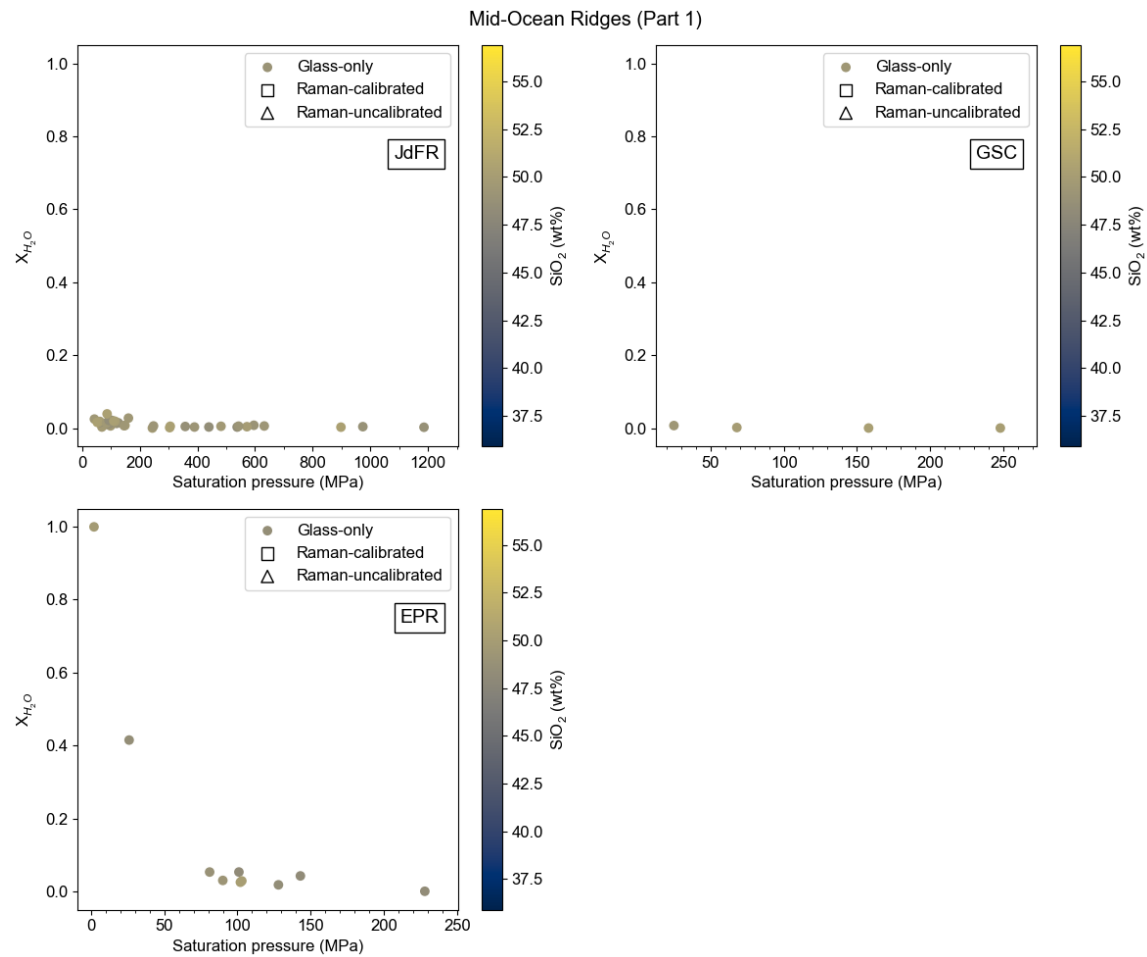 Mid-Ocean Ridges (Part 1)
1.0
0.8
0.6
0.4
0.2
0.0
X_{H_2O}
0
200
400
600
800
1000
1200
Saturation pressure (MPa)
Glass-only
Raman-calibrated
Raman-uncalibrated
JdFR
55.0
52.5
50.0
47.5
45.0
42.5
40.0
37.5
SiO₂ (wt%)
1.0
0.8
0.6
0.4
0.2
0.0
X_{H_2O}
50
100
150
200
250
Saturation pressure (MPa)
Glass-only
Raman-calibrated
Raman-uncalibrated
GSC
55.0
52.5
50.0
47.5
45.0
42.5
40.0
37.5
SiO₂ (wt%)
1.0
0.8
0.6
0.4
0.2
0.0
X_{H_2O}
0
50
100
150
200
250
Saturation pressure (MPa)
Glass-only
Raman-calibrated
Raman-uncalibrated
EPR
55.0
52.5
50.0
47.5
45.0
42.5
40.0
37.5
SiO₂ (wt%)